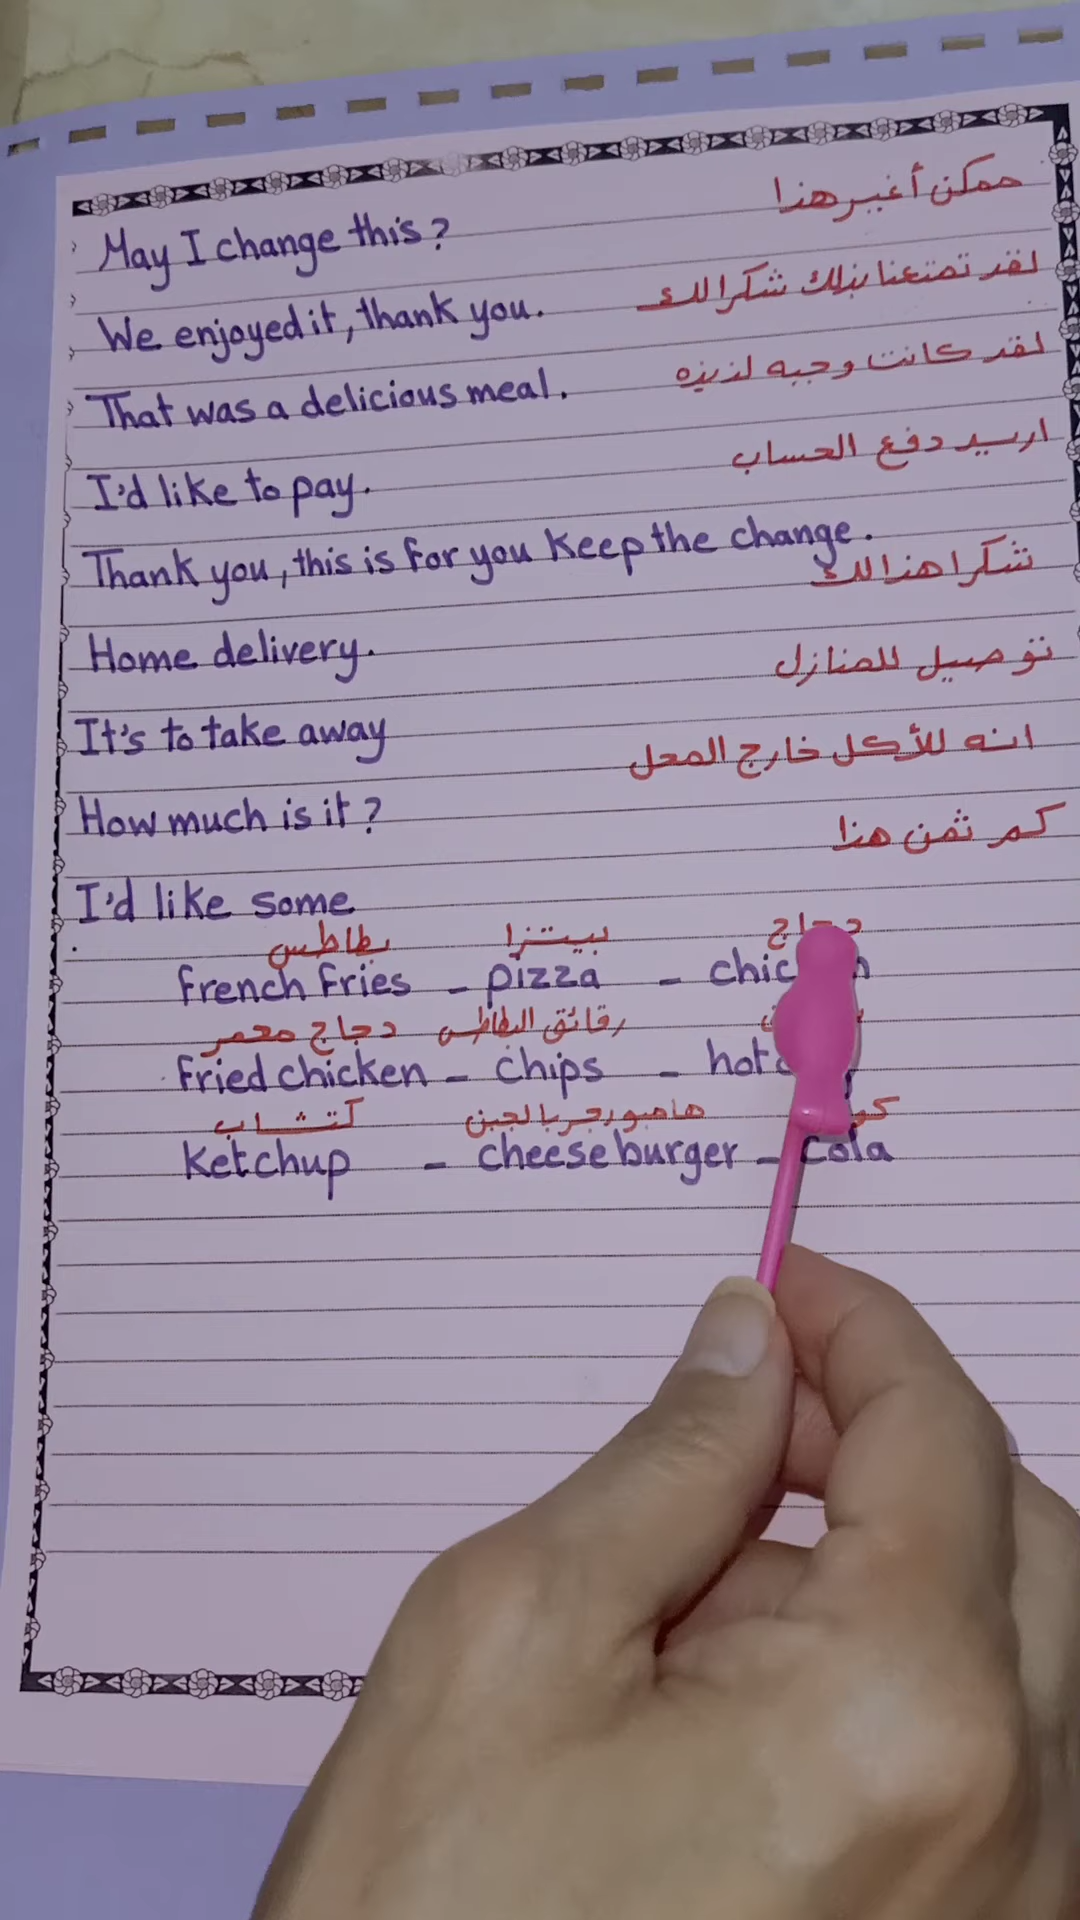 May I change this? ممكن أغير هذا
We enjoyed it, thank you. لقد تمتعنا بذلك شكرا لك
That was a delicious meal. لقد كانت وجبه لذيذه
I'd like to pay. اريد دفع الحساب
Thank you, this is for you keep the change.
شكرا هذا لك
Home delivery. توصيل للمنازل
It's to take away انه للأكل خارج المحل
How much is it? كم ثمن هذا
I'd like some
بطاطس بيتزا دجاج
French Fries - pizza -
دجاج معمر رقائق البطاطس
Fried chicken - chips - hot
كتشاب هامبورجر بالجبن
Ketchup - cheese burger - cola